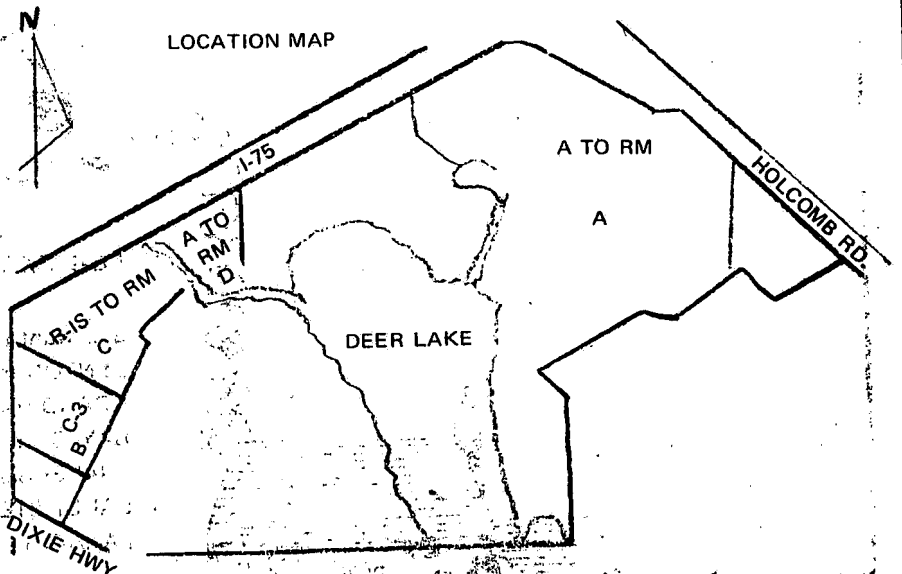 N
LOCATION MAP
I-75
A TO RM
A
HOLCOMB RD.
A TO
RM
D
R-IS TO RM
C
DEER LAKE
C-3
B
DIXIE HWY